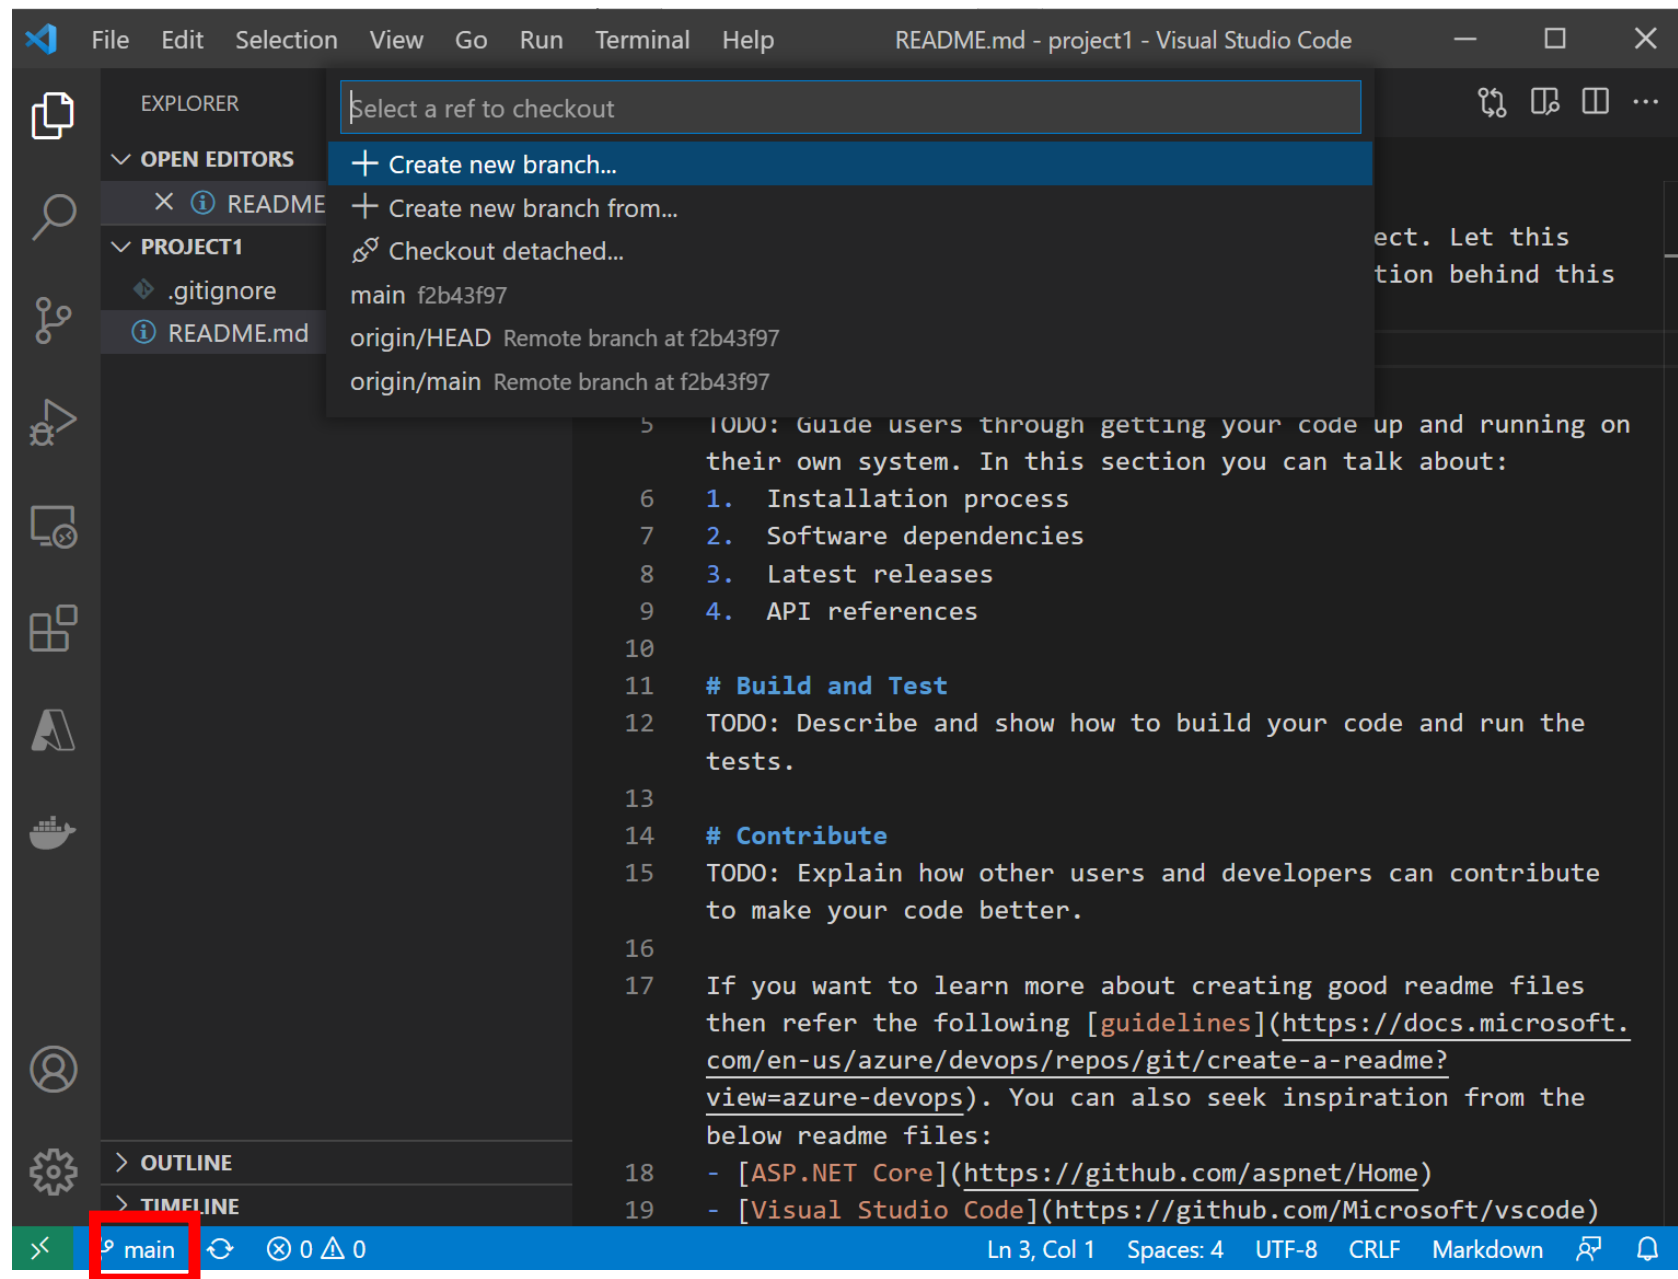 File Edit Selection View Go Run Terminal Help README.md - project1 - Visual Studio Code
EXPLORER
Select a ref to checkout
OPEN EDITORS
Create new branch...
README
Create new branch from...
PROJECT1
Checkout detached...
.gitignore
main f2b43f97
README.md
origin/HEAD Remote branch at f2b43f97
origin/main Remote branch at f2b43f97
ect. Let this
tion behind this
5 TODO: Guide users through getting your code up and running on
their own system. In this section you can talk about:
6 1. Installation process
7 2. Software dependencies
8 3. Latest releases
9 4. API references
10
11 # Build and Test
12 TODO: Describe and show how to build your code and run the
tests.
13
14 # Contribute
15 TODO: Explain how other users and developers can contribute
to make your code better.
16
17 If you want to learn more about creating good readme files
then refer the following [guidelines](https://docs.microsoft.
com/en-us/azure/devops/repos/git/create-a-readme?
view=azure-devops). You can also seek inspiration from the
below readme files:
18 - [ASP.NET Core](https://github.com/aspnet/Home)
19 - [Visual Studio Code](https://github.com/Microsoft/vscode)
OUTLINE
TIMELINE
main 0 0 Ln 3, Col 1 Spaces: 4 UTF-8 CRLF Markdown